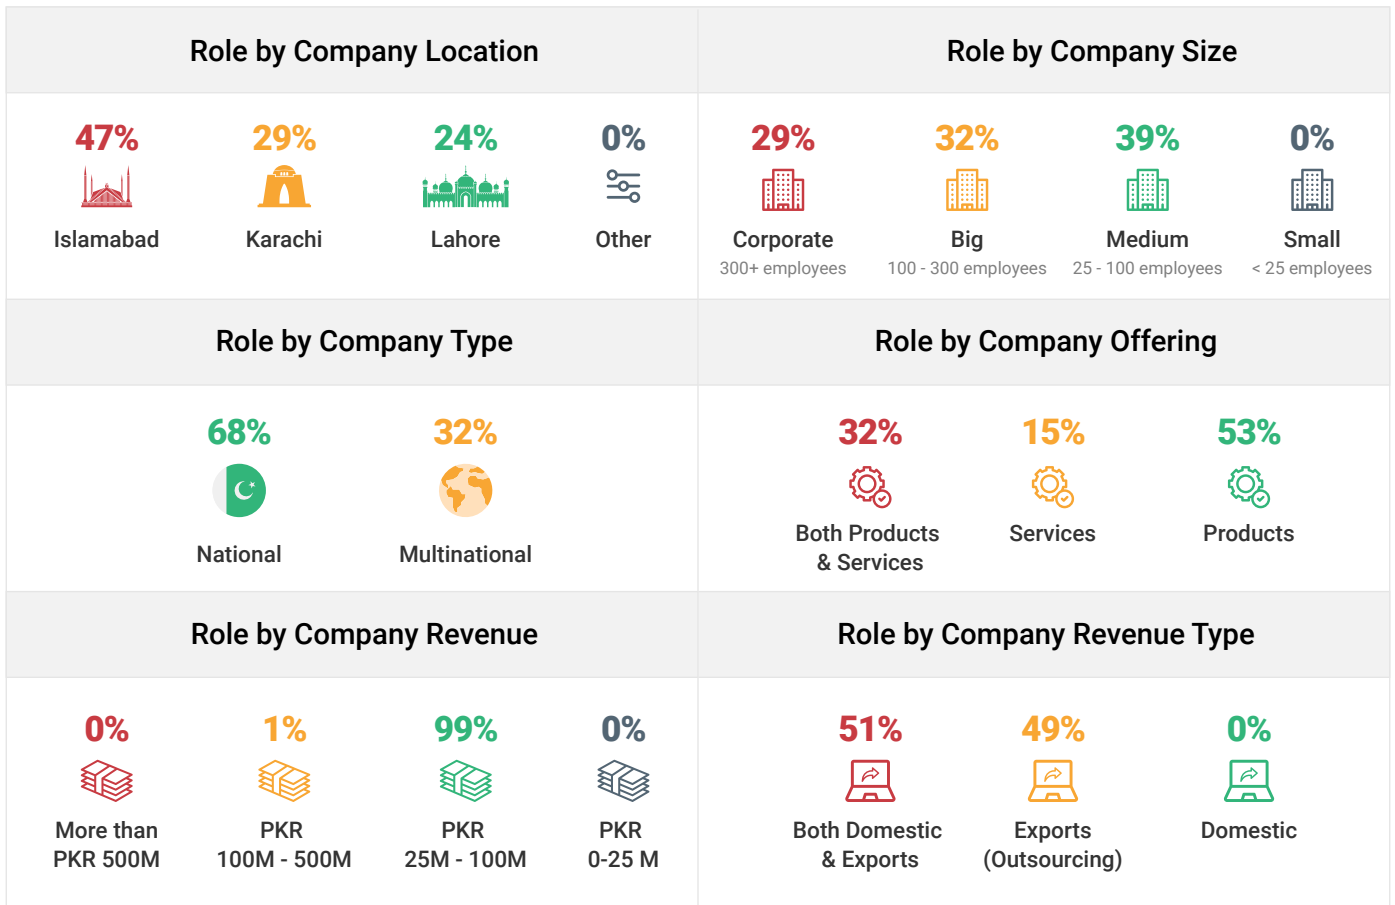 Role by Company Location
Role by Company Size
47%
29%
24%
0%
Islamabad
Karachi
Lahore
Other
29%
32%
39%
0%
Corporate
Big
Medium
Small
300+ employees
100 - 300 employees
25 - 100 employees
< 25 employees
Role by Company Type
Role by Company Offering
68%
32%
National
Multinational
32%
15%
53%
Both Products
& Services
Services
Products
Role by Company Revenue
Role by Company Revenue Type
0%
1%
99%
0%
More than
PKR 500M
PKR
100M - 500M
PKR
25M - 100M
PKR
0-25 M
51%
49%
0%
Both Domestic
& Exports
Exports
(Outsourcing)
Domestic